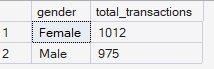 gender total_transactions
1 Female 1012
2 Male 975